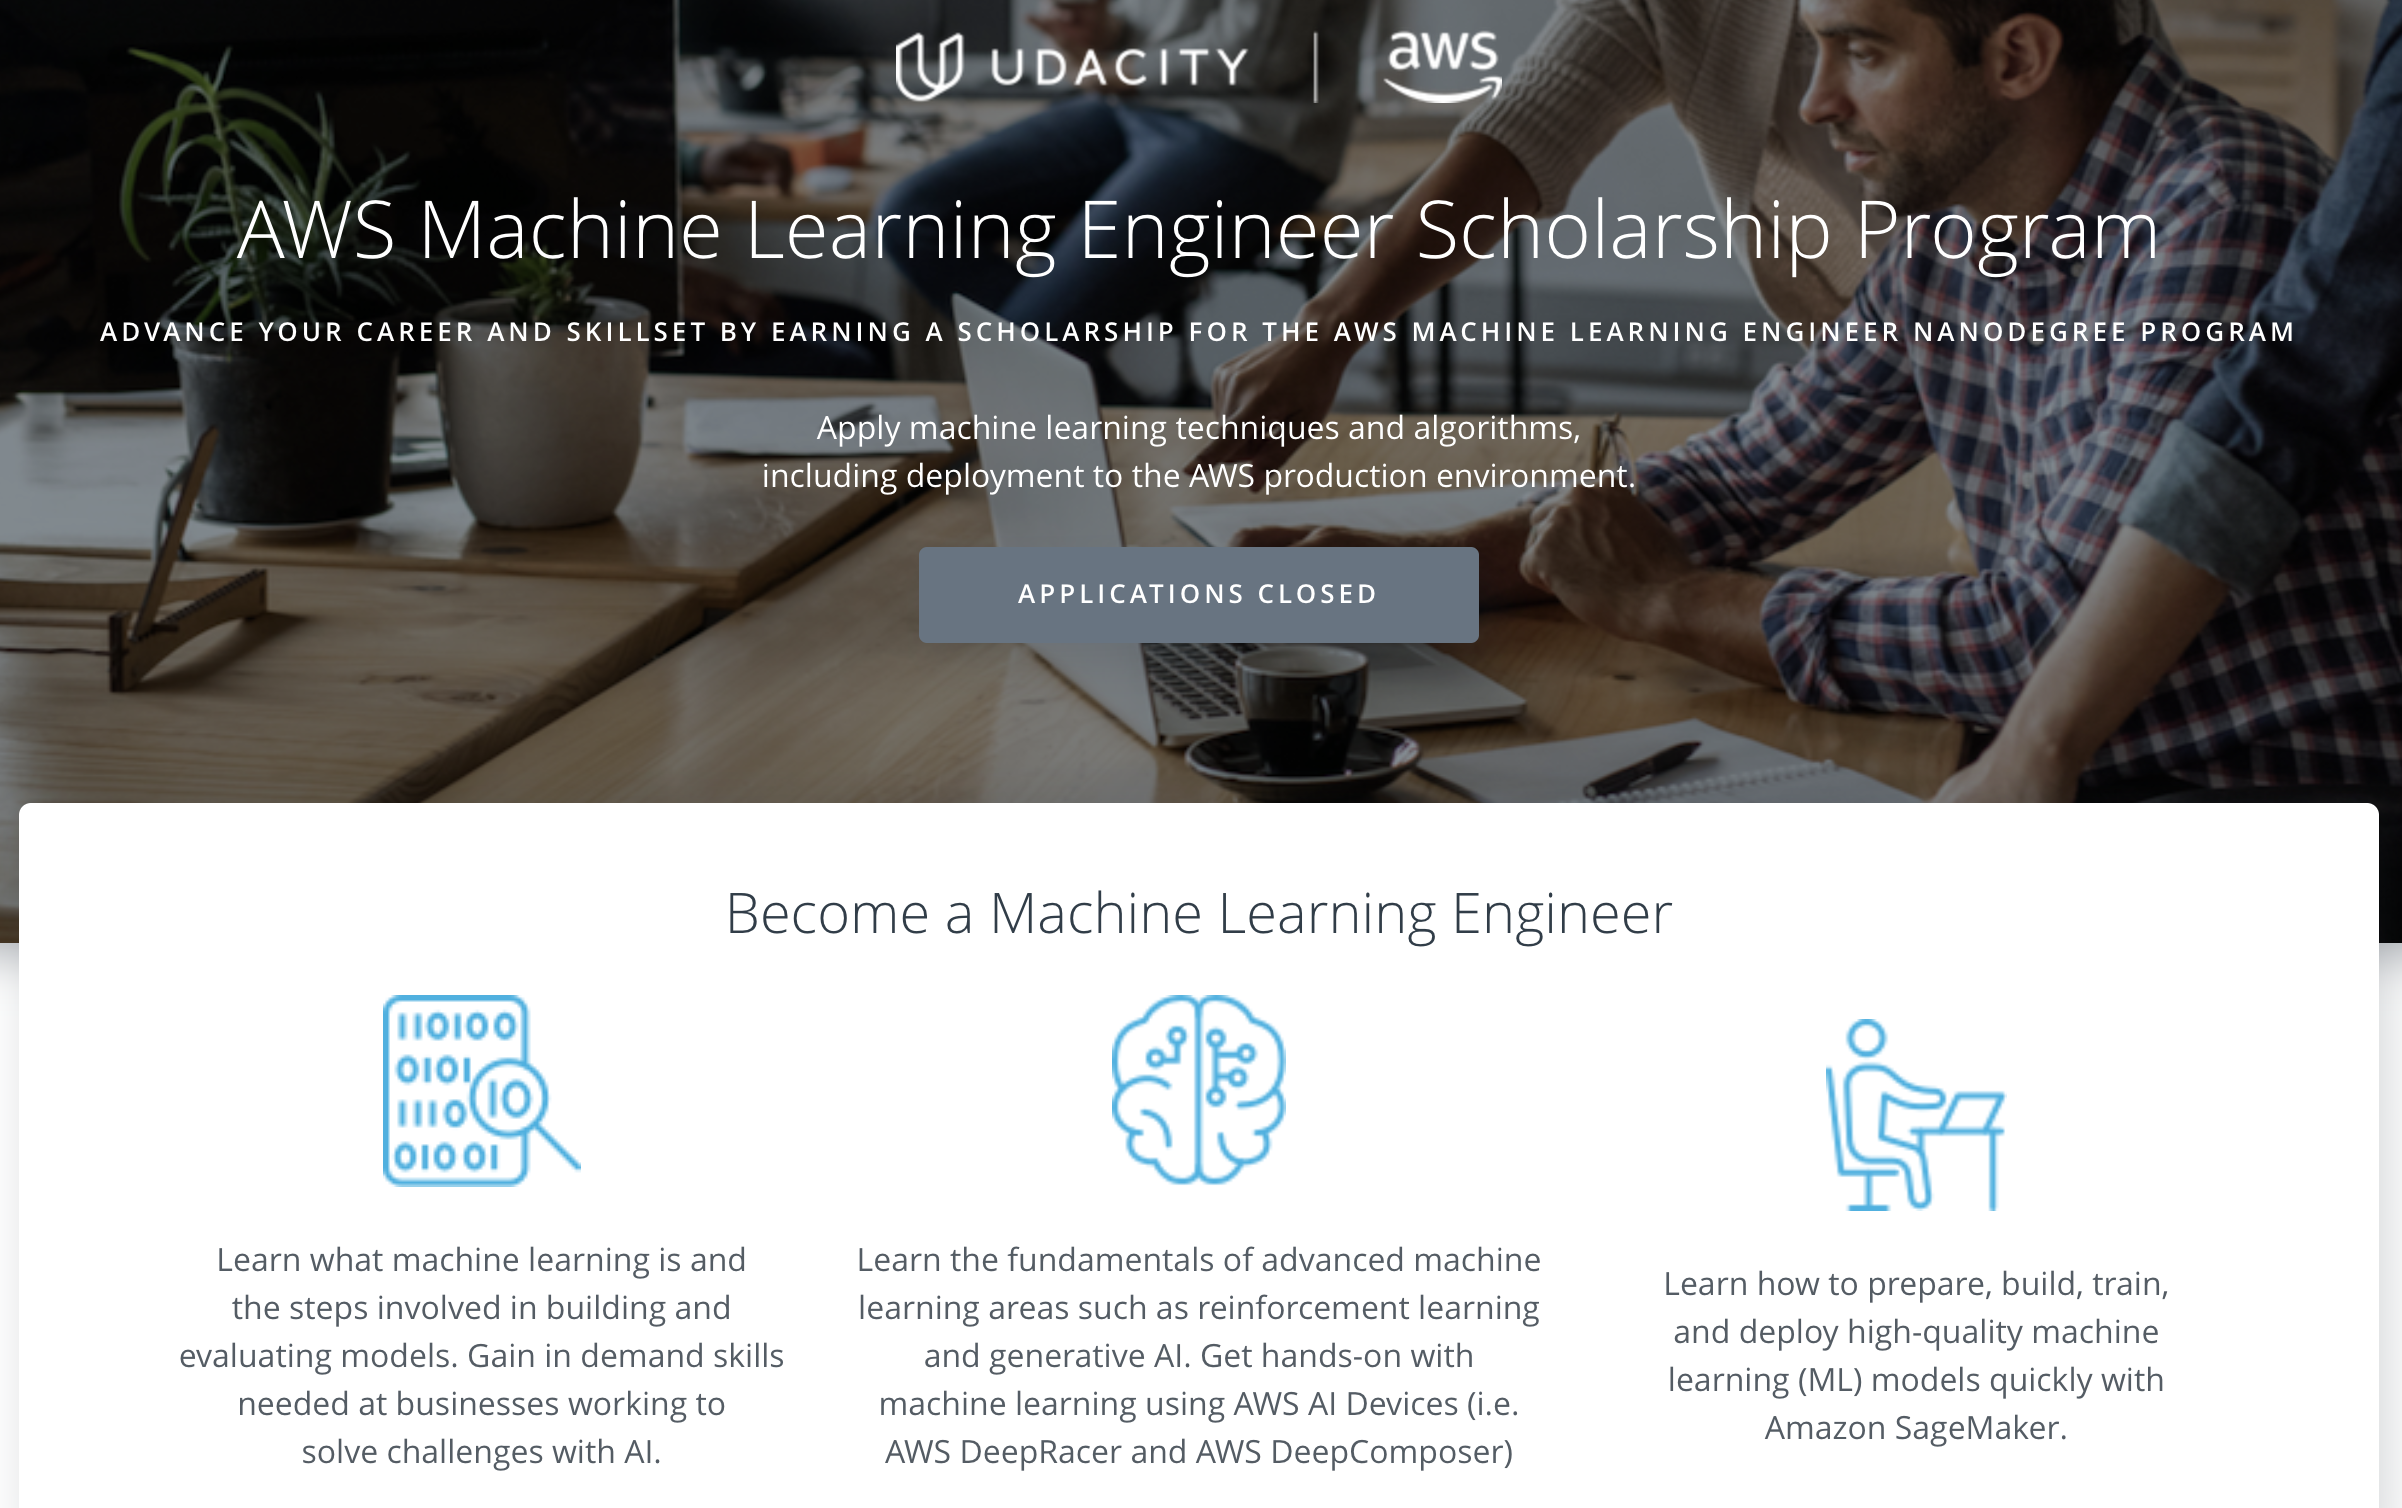 UDACITY | aws
AWS Machine Learning Engineer Scholarship Program
ADVANCE YOUR CAREER AND SKILLSET BY EARNING A SCHOLARSHIP FOR THE AWS MACHINE LEARNING ENGINEER NANODEGREE PROGRAM
Apply machine learning techniques and algorithms,
including deployment to the AWS production environment.
APPLICATIONS CLOSED
Become a Machine Learning Engineer
110100
0101
1110
10
01001
Learn what machine learning is and
the steps involved in building and
evaluating models. Gain in demand skills
needed at businesses working to
solve challenges with AI.
Learn the fundamentals of advanced machine
learning areas such as reinforcement learning
and generative AI. Get hands-on with
machine learning using AWS AI Devices (i.e.
AWS DeepRacer and AWS DeepComposer)
Learn how to prepare, build, train,
and deploy high-quality machine
learning (ML) models quickly with
Amazon SageMaker.